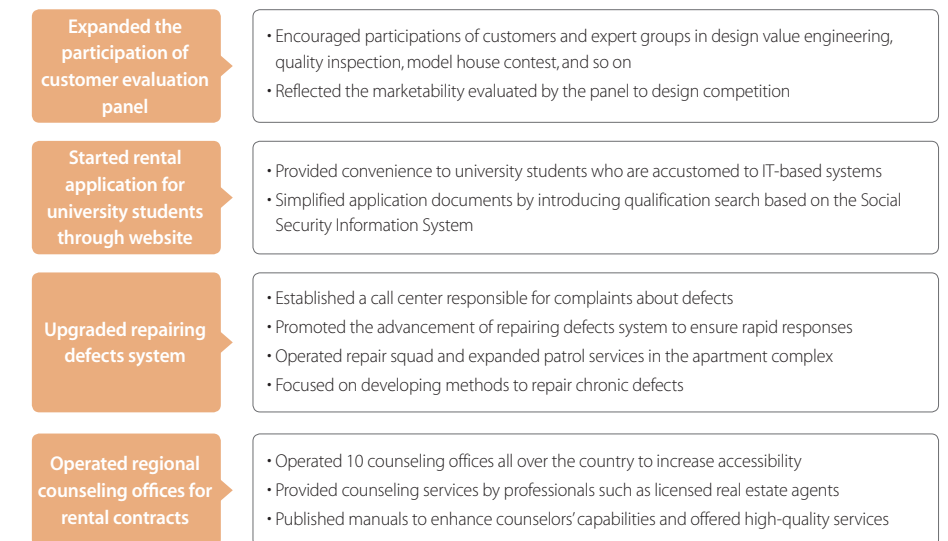 Expanded the
participation of
customer evaluation
panel
• Encouraged participations of customers and expert groups in design value engineering,
quality inspection, model house contest, and so on
• Reflected the marketability evaluated by the panel to design competition
Started rental
application for
university students
through website
• Provided convenience to university students who are accustomed to IT-based systems
• Simplified application documents by introducing qualification search based on the Social
Security Information System
Upgraded repairing
defects system
• Established a call center responsible for complaints about defects
• Promoted the advancement of repairing defects system to ensure rapid responses
• Operated repair squad and expanded patrol services in the apartment complex
• Focused on developing methods to repair chronic defects
Operated regional
counseling offices for
rental contracts
• Operated 10 counseling offices all over the country to increase accessibility
• Provided counseling services by professionals such as licensed real estate agents
• Published manuals to enhance counselors' capabilities and offered high-quality services